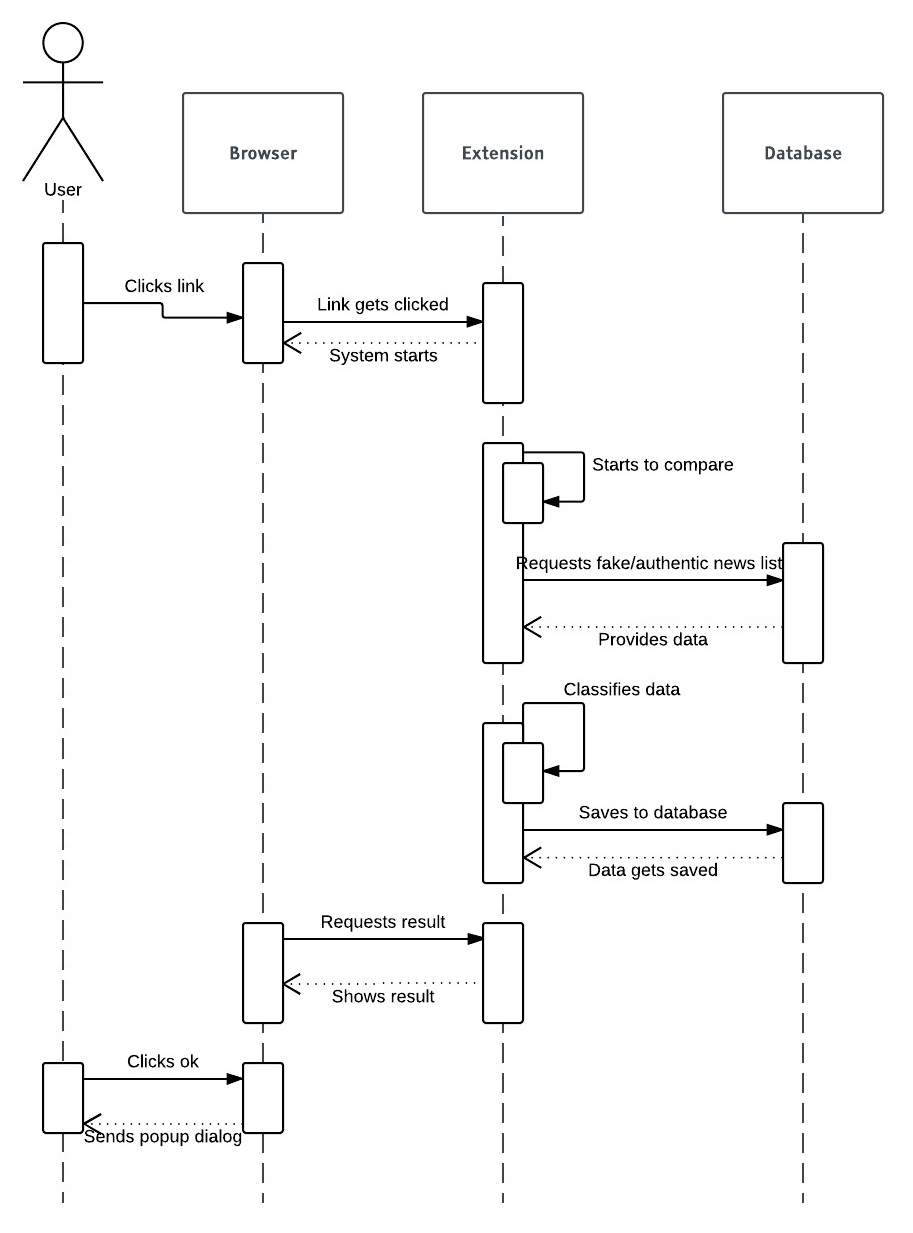 Browser
Extension
Database
User
Clicks link
Link gets clicked
System starts
Starts to compare
Requests fake/authentic news list
Provides data
Classifies data
Saves to database
Data gets saved
Requests result
Shows result
Clicks ok
Sends popup dialog